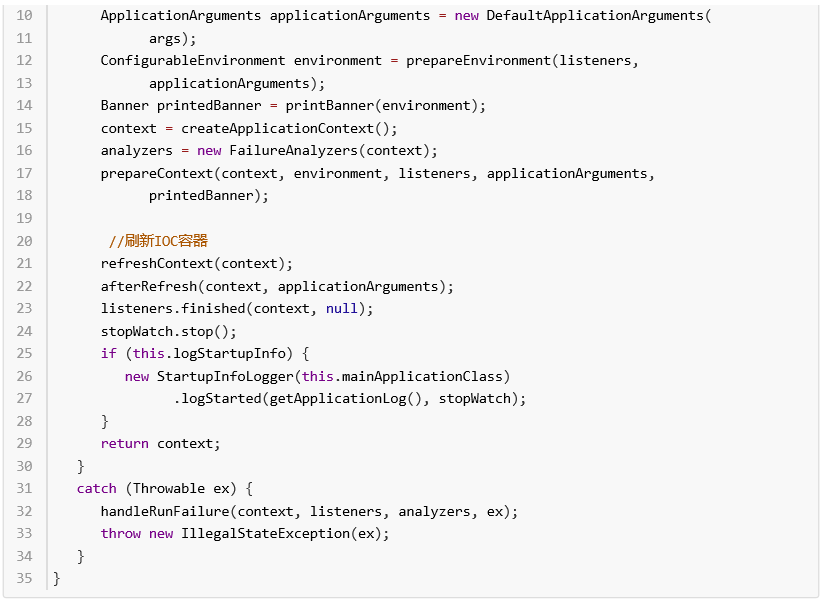 10 ApplicationArguments applicationArguments = new DefaultApplicationArguments(
11 args);
12 ConfigurableEnvironment environment = prepareEnvironment(listeners,
13 applicationArguments);
14 Banner printedBanner = printBanner(environment);
15 context = createApplicationContext();
16 analyzers = new FailureAnalyzers(context);
17 prepareContext(context, environment, listeners, applicationArguments,
18 printedBanner);
19
20 //刷新IOC容器
21 refreshContext(context);
22 afterRefresh(context, applicationArguments);
23 listeners.finished(context, null);
24 stopWatch.stop();
25 if (this.logStartupInfo) {
26 new StartupInfoLogger(this.mainApplicationClass)
27 .logStarted(getApplicationLog(), stopWatch);
28 }
29 return context;
30 }
31 catch (Throwable ex) {
32 handleRunFailure(context, listeners, analyzers, ex);
33 throw new IllegalStateException(ex);
34 }
35 }